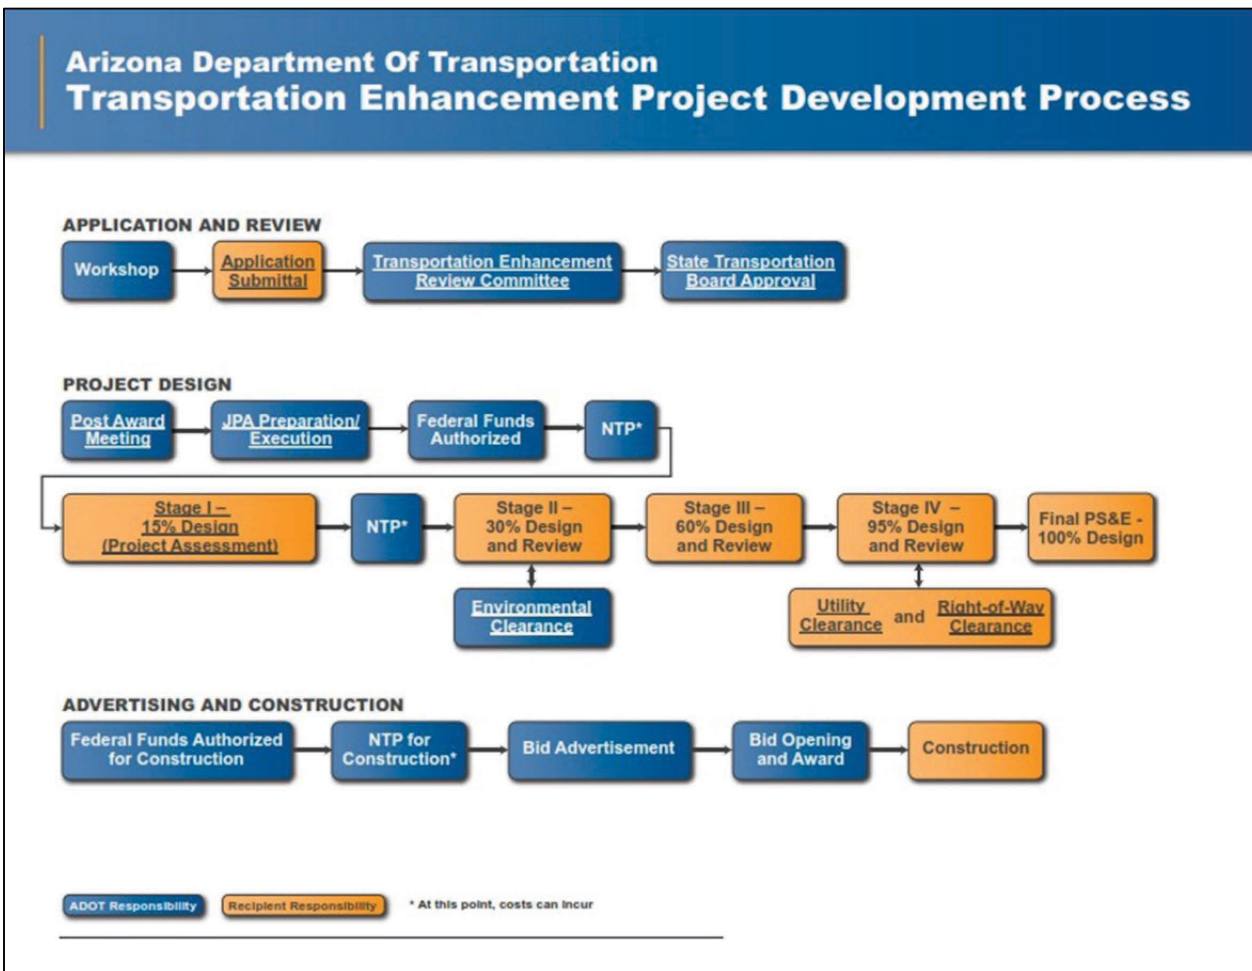 Arizona Department Of Transportation
Transportation Enhancement Project Development Process
APPLICATION AND REVIEW
Workshop
Application
Submittal
Transportation Enhancement
Review Committee
State Transportation
Board Approval
PROJECT DESIGN
Post Award
Meeting
JPA Preparation/
Execution
Federal Funds
Authorized
NTP*
Stage I –
15% Design
(Project Assessment)
NTP*
Stage II –
30% Design
and Review
Stage III –
60% Design
and Review
Stage IV –
95% Design
and Review
Final PS&E -
100% Design
Environmental
Clearance
Utility
Clearance
and
Right-of-Way
Clearance
ADVERTISING AND CONSTRUCTION
Federal Funds Authorized
for Construction
NTP for
Construction*
Bid Advertisement
Bid Opening
and Award
Construction
ADOT Responsibility
Recipient Responsibility
* At this point, costs can incur